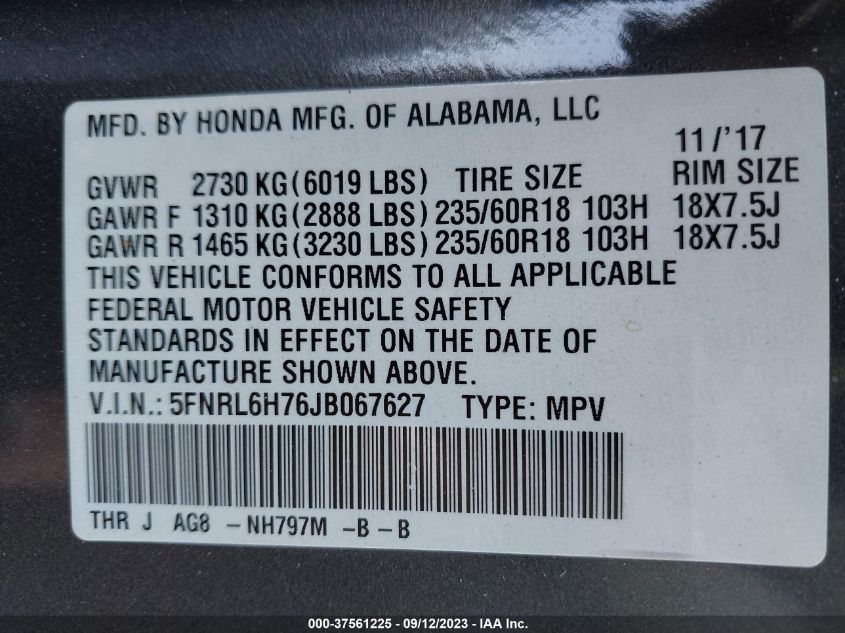 MFD. BY HONDA MFG. OF ALABAMA, LLC
11/'17
GVWR 2730 KG (6019 LBS) TIRE SIZE RIM SIZE
GAWR F 1310 KG (2888 LBS) 235/60R18 103H 18X7.5J
GAWR R 1465 KG (3230 LBS) 235/60R18 103H 18X7.5J
THIS VEHICLE CONFORMS TO ALL APPLICABLE
FEDERAL MOTOR VEHICLE SAFETY
STANDARDS IN EFFECT ON THE DATE OF
MANUFACTURE SHOWN ABOVE.
V.I.N.: 5FNRL6H76JB067627 TYPE: MPV
THR J AG8 -NH797M -B -B
000-37561225 - 09/12/2023 - IAA Inc.